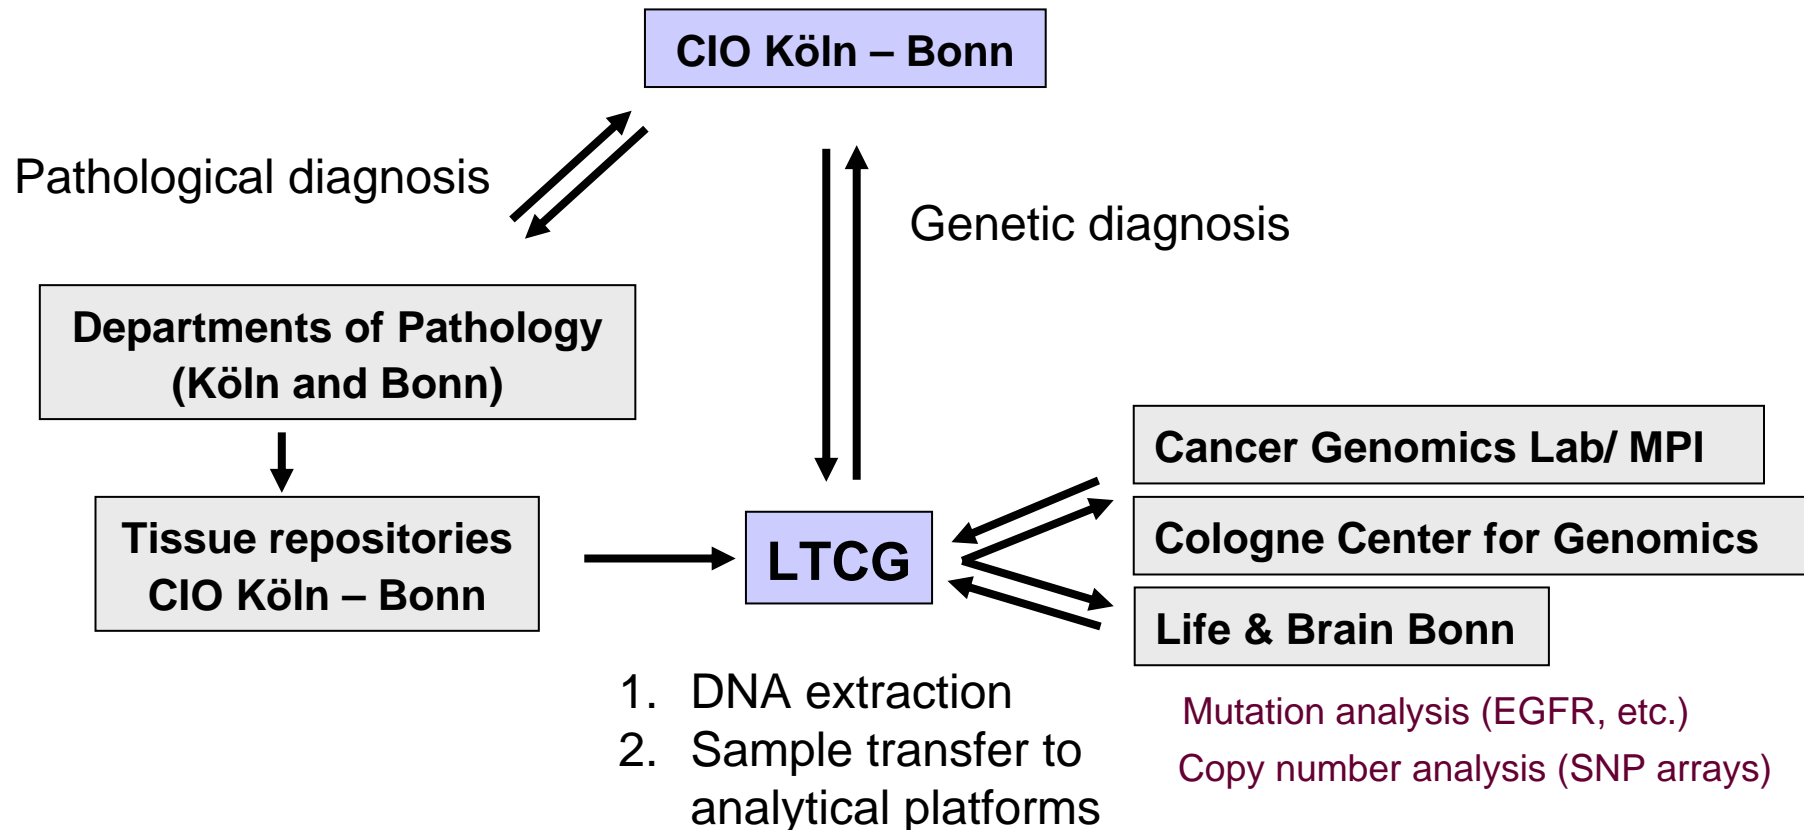 CIO Köln – Bonn
Pathological diagnosis
Genetic diagnosis
Departments of Pathology
(Köln and Bonn)
Cancer Genomics Lab/ MPI
Tissue repositories
CIO Köln – Bonn
LTCG
Cologne Center for Genomics
Life & Brain Bonn
1. DNA extraction
2. Sample transfer to
analytical platforms
Mutation analysis (EGFR, etc.)
Copy number analysis (SNP arrays)